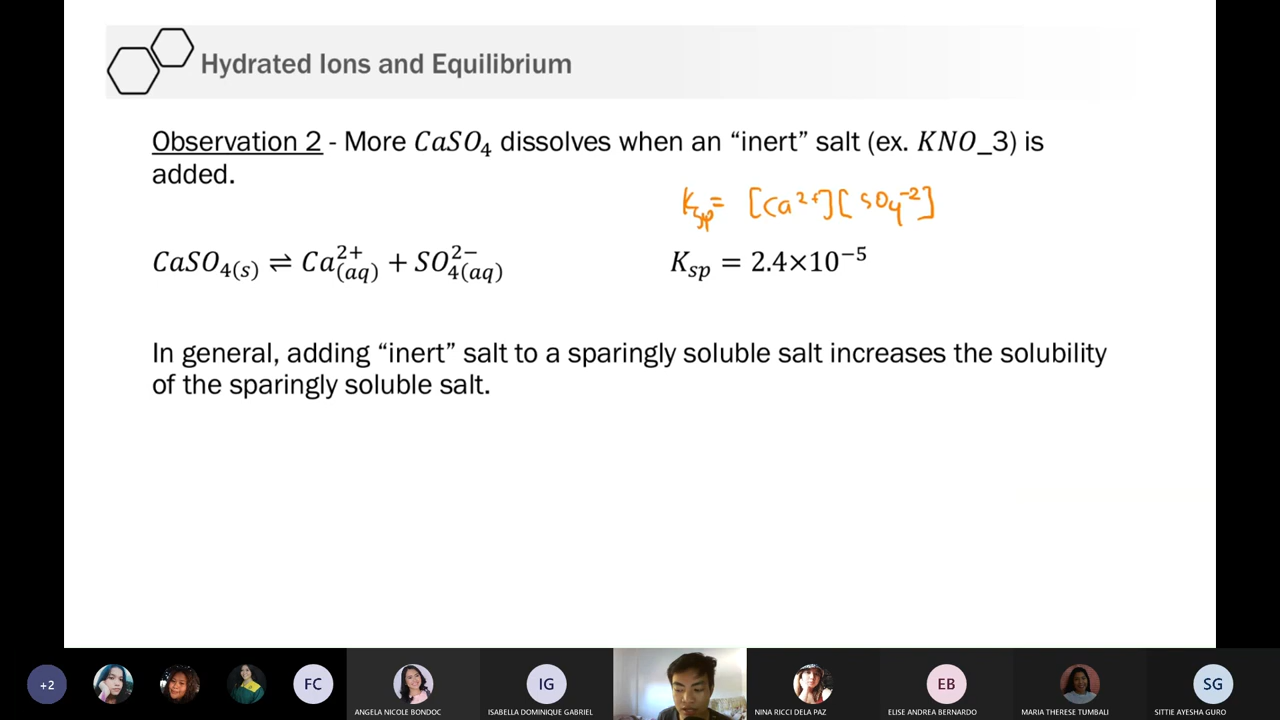 Hydrated Ions and Equilibrium
Observation 2 - More CaSO₄ dissolves when an “inert” salt (ex. KNO_3) is
added.
Ksp = [Ca²⁺][SO₄⁻²]
CaSO₄(s) ⇌ Ca²⁺(aq) + SO₄²⁻(aq) Ksp = 2.4×10⁻⁵
In general, adding “inert” salt to a sparingly soluble salt increases the solubility
of the sparingly soluble salt.
+2
FC
ANGELA NICOLE BONDOC
IG
ISABELLA DOMINIQUE GABRIEL
NINA RICCI DELA PAZ
EB
ELISE ANDREA BERNARDO
MARIA THERESE TUMBALI
SG
SITTIE AYESHA GURO